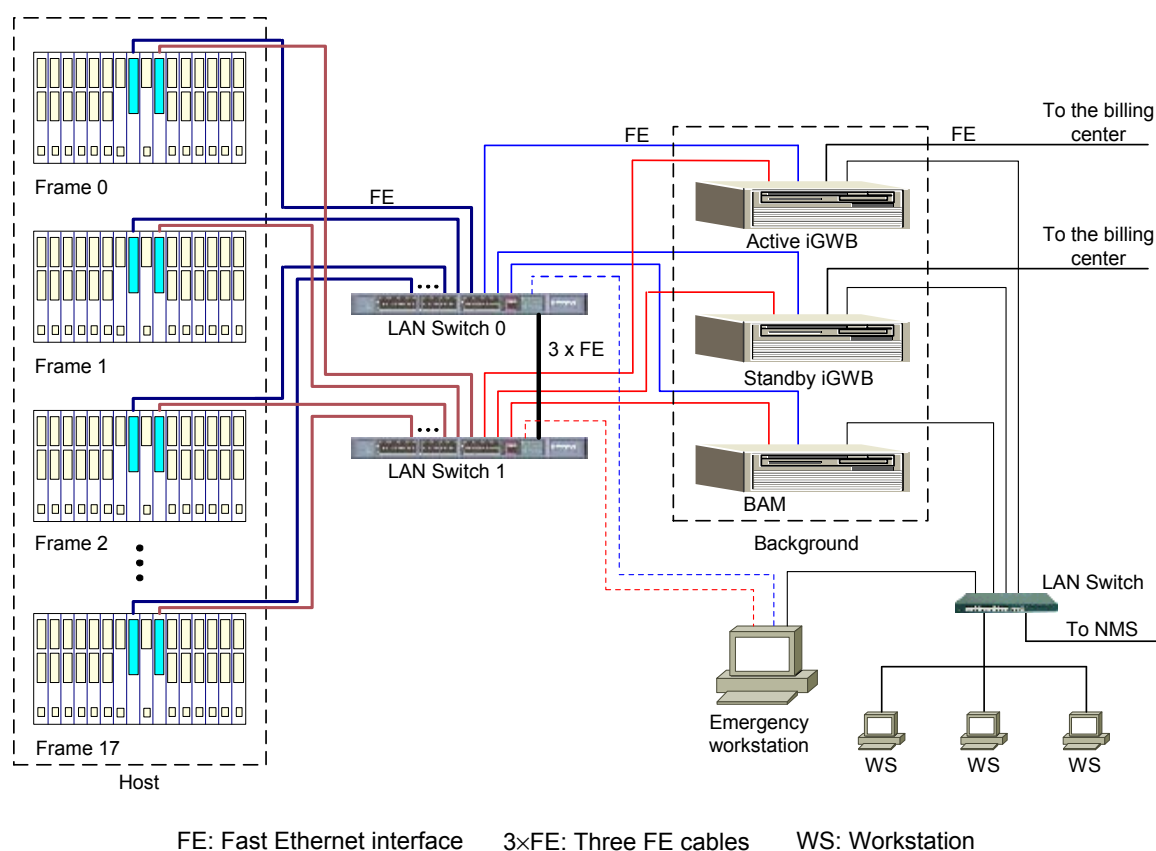 To the billing
center
FE
FE
Frame 0
FE
Active iGWB
To the billing
center
LAN Switch 0
3 x FE
Frame 1
Standby iGWB
LAN Switch 1
BAM
Frame 2
Background
LAN Switch
To NMS
Emergency
workstation
Frame 17
WS
WS
WS
Host
FE: Fast Ethernet interface
3×FE: Three FE cables
WS: Workstation